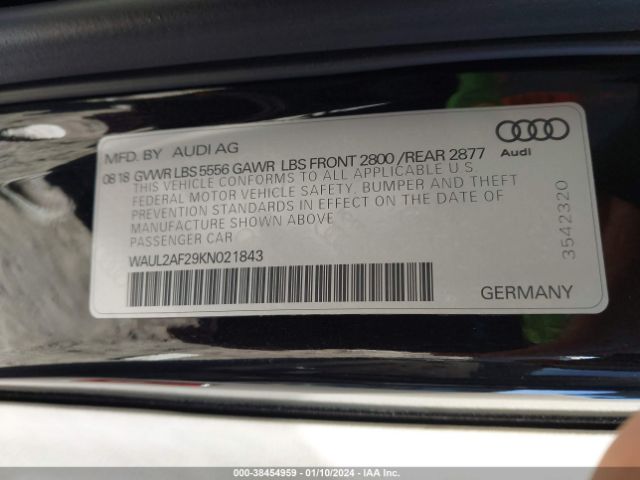 MFD. BY AUDI AG
Audi
08 18 GVWR LBS 5556 GAWR LBS FRONT 2800 /REAR 2877
THIS VEHICLE CONFORMS TO ALL APPLICABLE U S
FEDERAL MOTOR VEHICLE SAFETY, BUMPER AND THEFT
PREVENTION STANDARDS IN EFFECT ON THE DATE OF
MANUFACTURE SHOWN ABOVE
PASSENGER CAR
WAUL2AF29KN021843
3542320
GERMANY
000-38454959 - 01/10/2024 - IAA Inc.